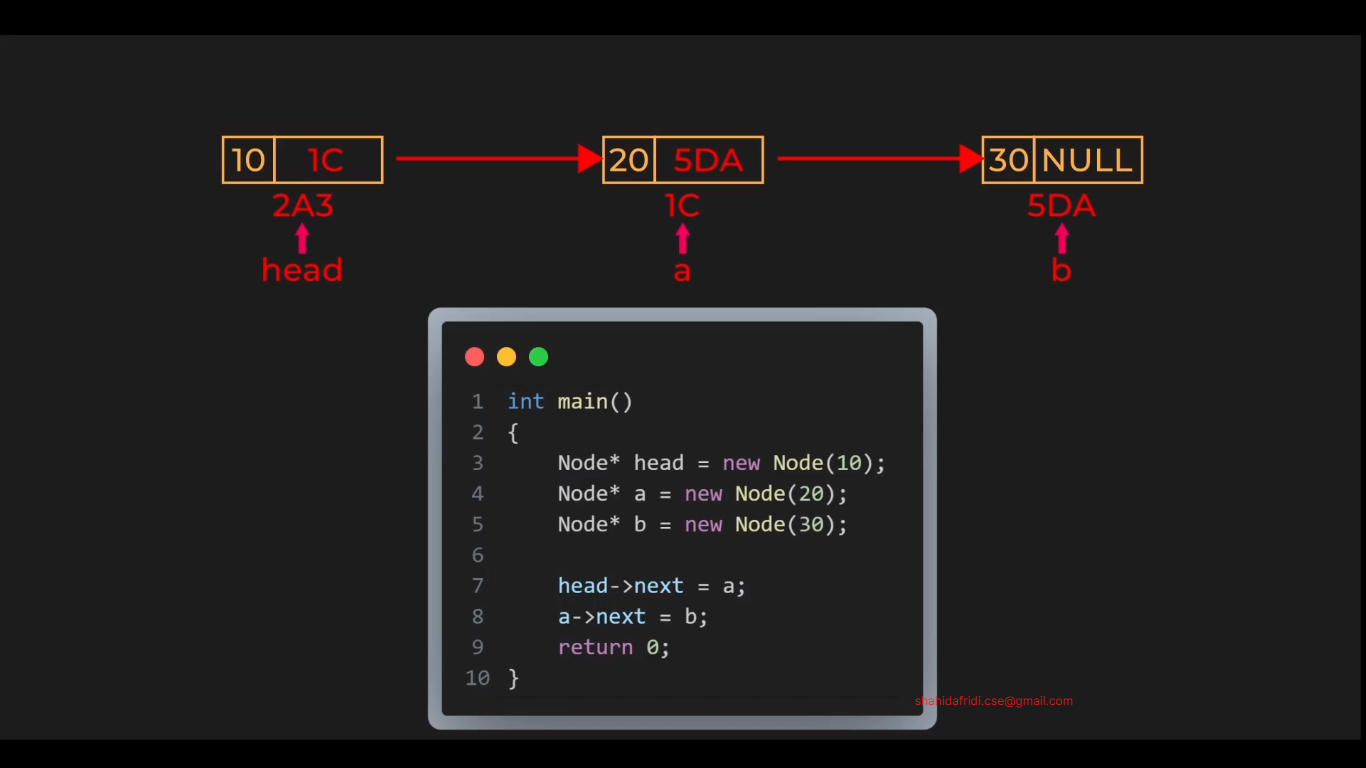 10 1C 20 5DA 30 NULL
2A3 1C 5DA
head a b
1 int main()
2 {
3 Node* head = new Node(10);
4 Node* a = new Node(20);
5 Node* b = new Node(30);
6
7 head->next = a;
8 a->next = b;
9 return 0;
10 }
shahidafridi.cse@gmail.com